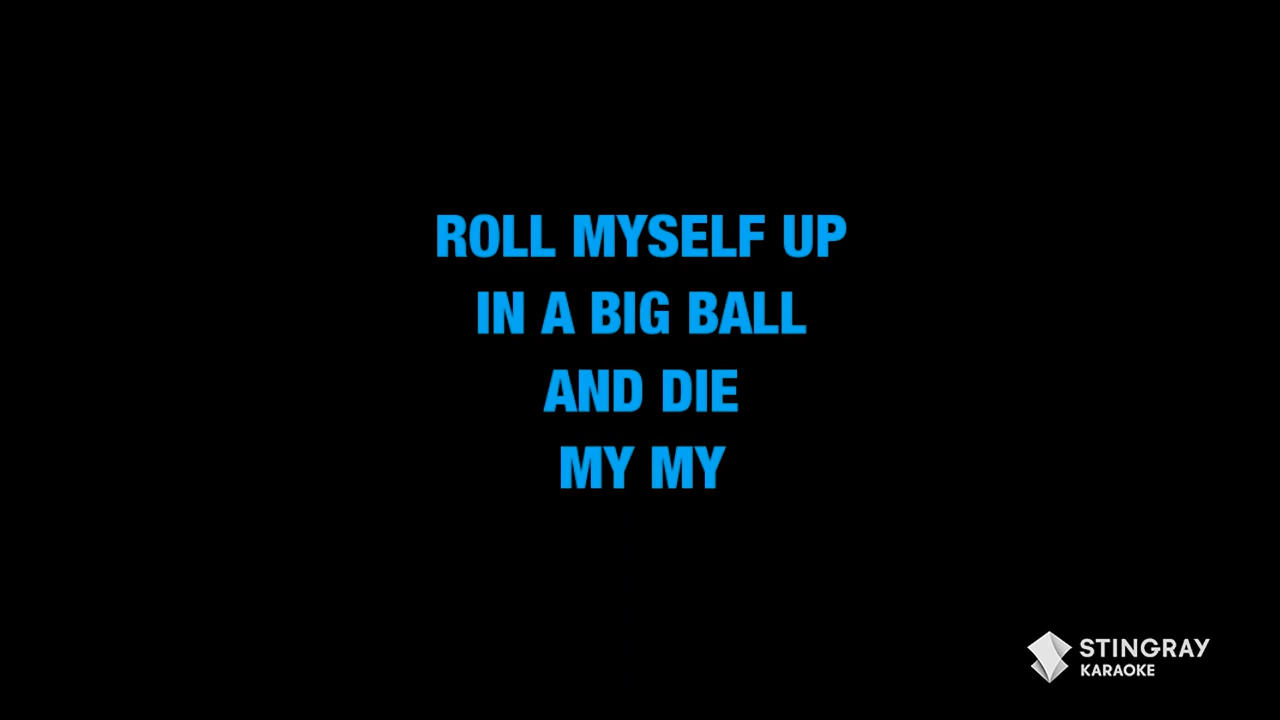 ROLL MYSELF UP
IN A BIG BALL
AND DIE
MY MY
STINGRAY
KARAOKE